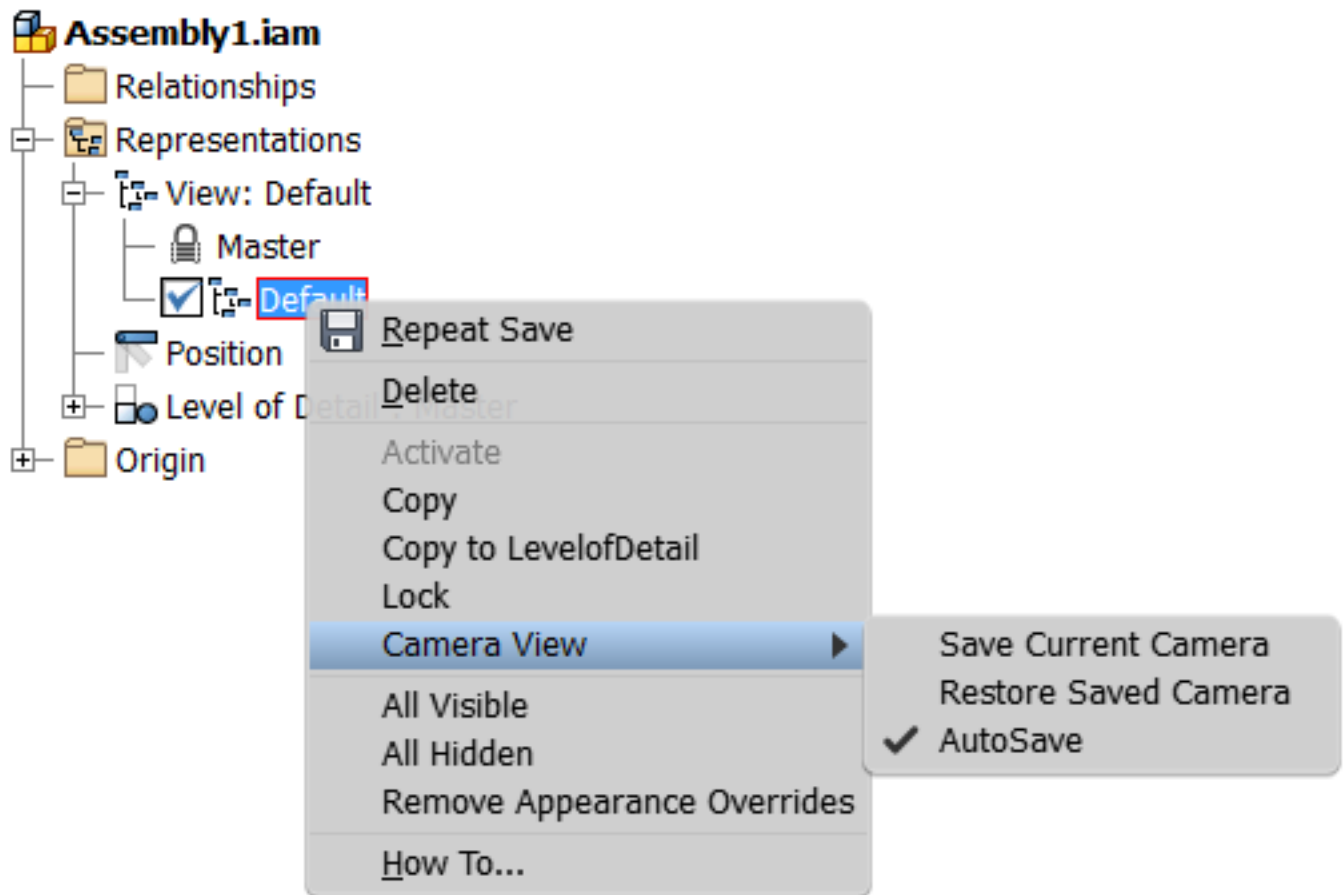 Assembly1.iam
Relationships
Representations
View: Default
Master
Default
Position
Level of Detail : Master
Origin
Repeat Save
Delete
Activate
Copy
Copy to LevelofDetail
Lock
Camera View
All Visible
All Hidden
Remove Appearance Overrides
How To...
Save Current Camera
Restore Saved Camera
AutoSave